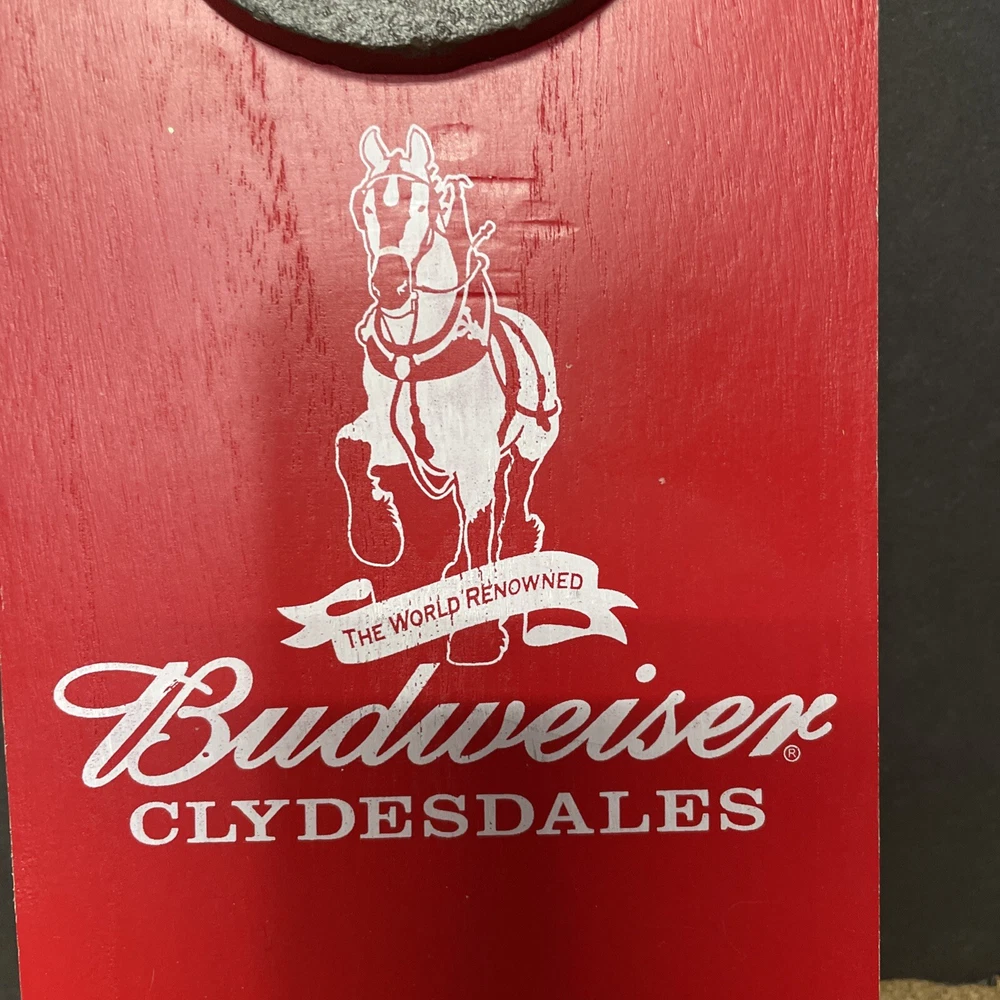 THE WORLD RENOWNED
Budweiser®
CLYDESDALES